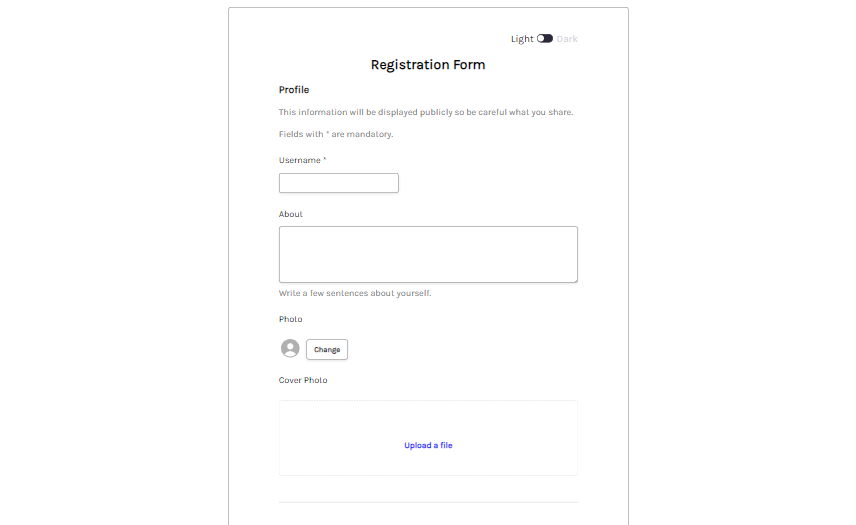 Light Dark
Registration Form
Profile
This information will be displayed publicly so be careful what you share.
Fields with * are mandatory.
Username *
About
Write a few sentences about yourself.
Photo
Change
Cover Photo
Upload a file